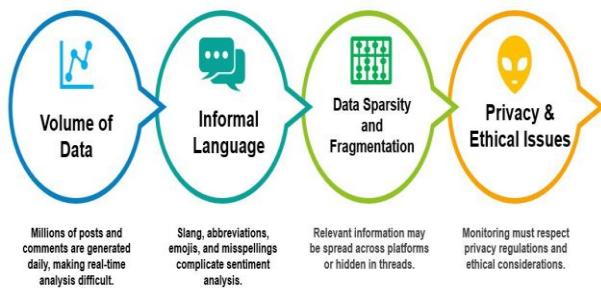 Volume of
Data
Informal
Language
Data Sparsity
and
Fragmentation
Privacy &
Ethical Issues
Millions of posts and
comments are generated
daily, making real-time
analysis difficult.
Slang, abbreviations,
emojis, and misspellings
complicate sentiment
analysis.
Relevant information may
be spread across platforms
or hidden in threads.
Monitoring must respect
privacy regulations and
ethical considerations.